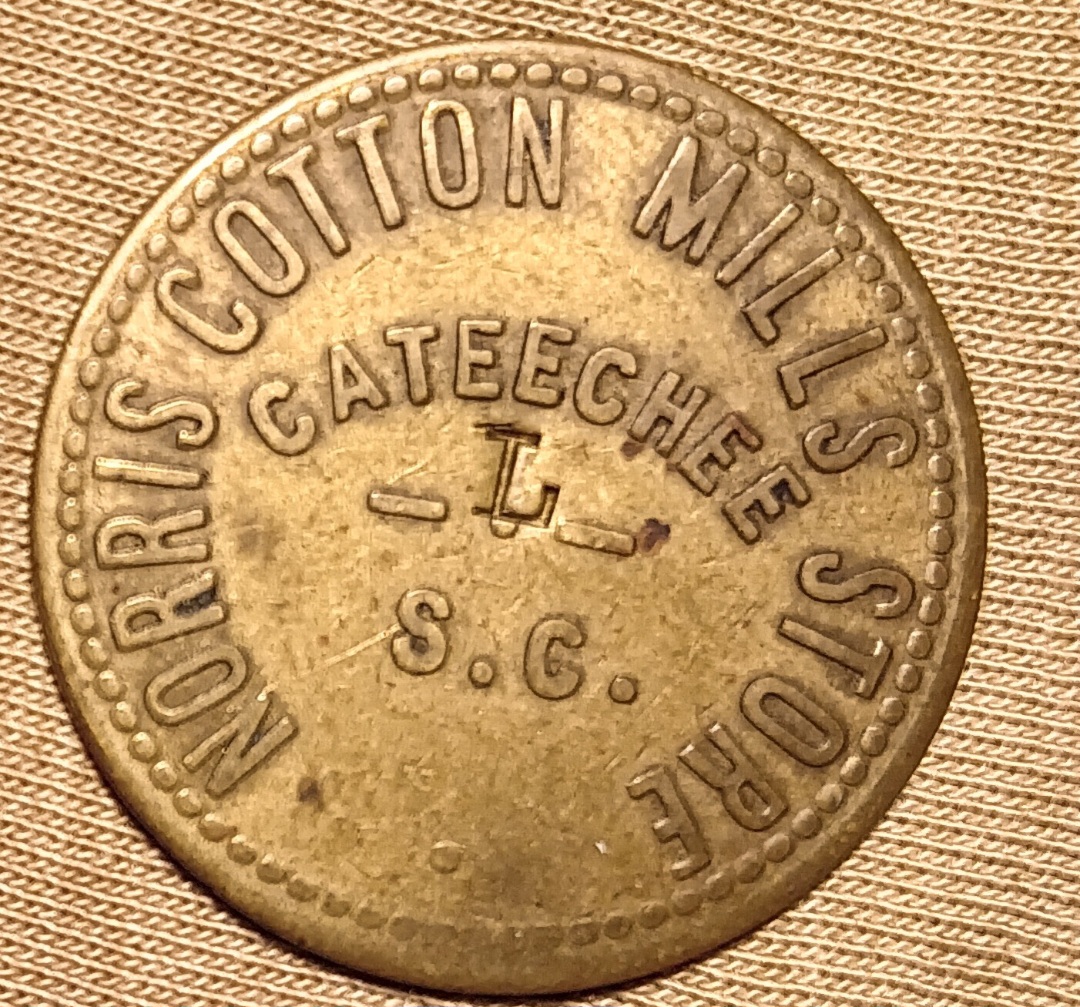 NORRIS COTTON MILLS STORE
CATEECHEE
L
S.C.